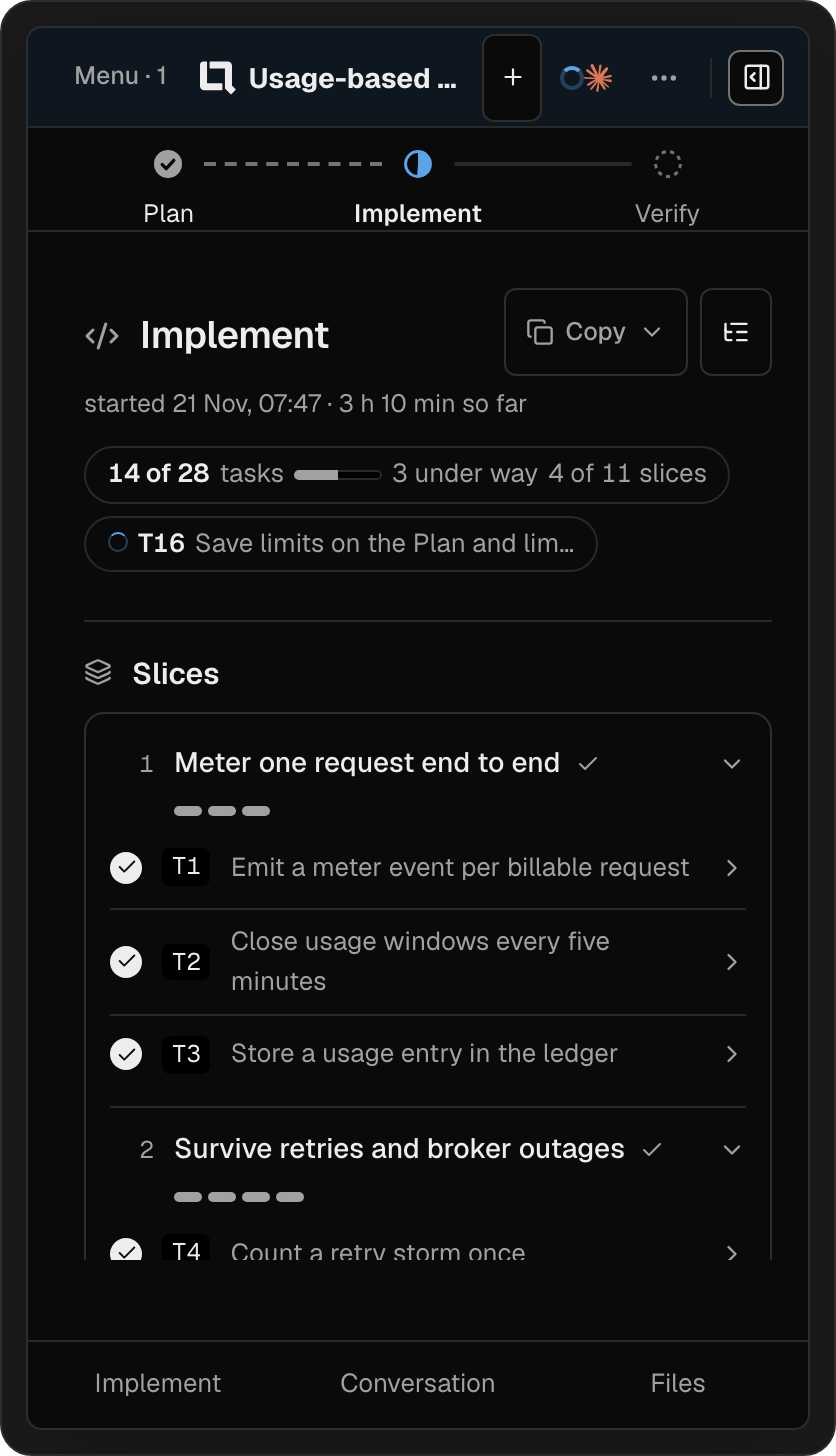 Menu · 1
Usage-based ...
Plan
Implement
Verify
Implement
Copy
started 21 Nov, 07:47 · 3 h 10 min so far
14 of 28 tasks 3 under way 4 of 11 slices
T16 Save limits on the Plan and lim...
Slices
1 Meter one request end to end
T1 Emit a meter event per billable request
T2 Close usage windows every five
minutes
T3 Store a usage entry in the ledger
2 Survive retries and broker outages
T4 Count a retry storm once
Implement
Conversation
Files